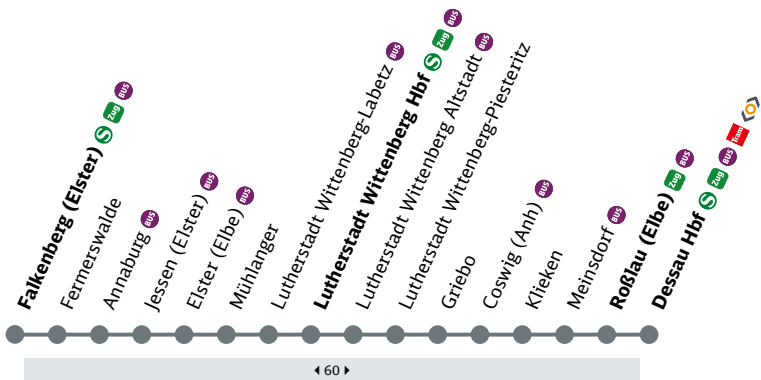 Falkenberg (Elster) S Zug BUS
Fermerswalde
Annaburg BUS
Jessen (Elster) BUS
Elster (Elbe) BUS
Mühlanger
Lutherstadt Wittenberg-Labetz BUS
Lutherstadt Wittenberg Hbf S Zug BUS
Lutherstadt Wittenberg Altstadt BUS
Lutherstadt Wittenberg-Piesteritz
Griebo
Coswig (Anh) BUS
Klieken
Meinsdorf BUS
Roßlau (Elbe) Zug BUS
Dessau Hbf S Zug BUS Tram
60